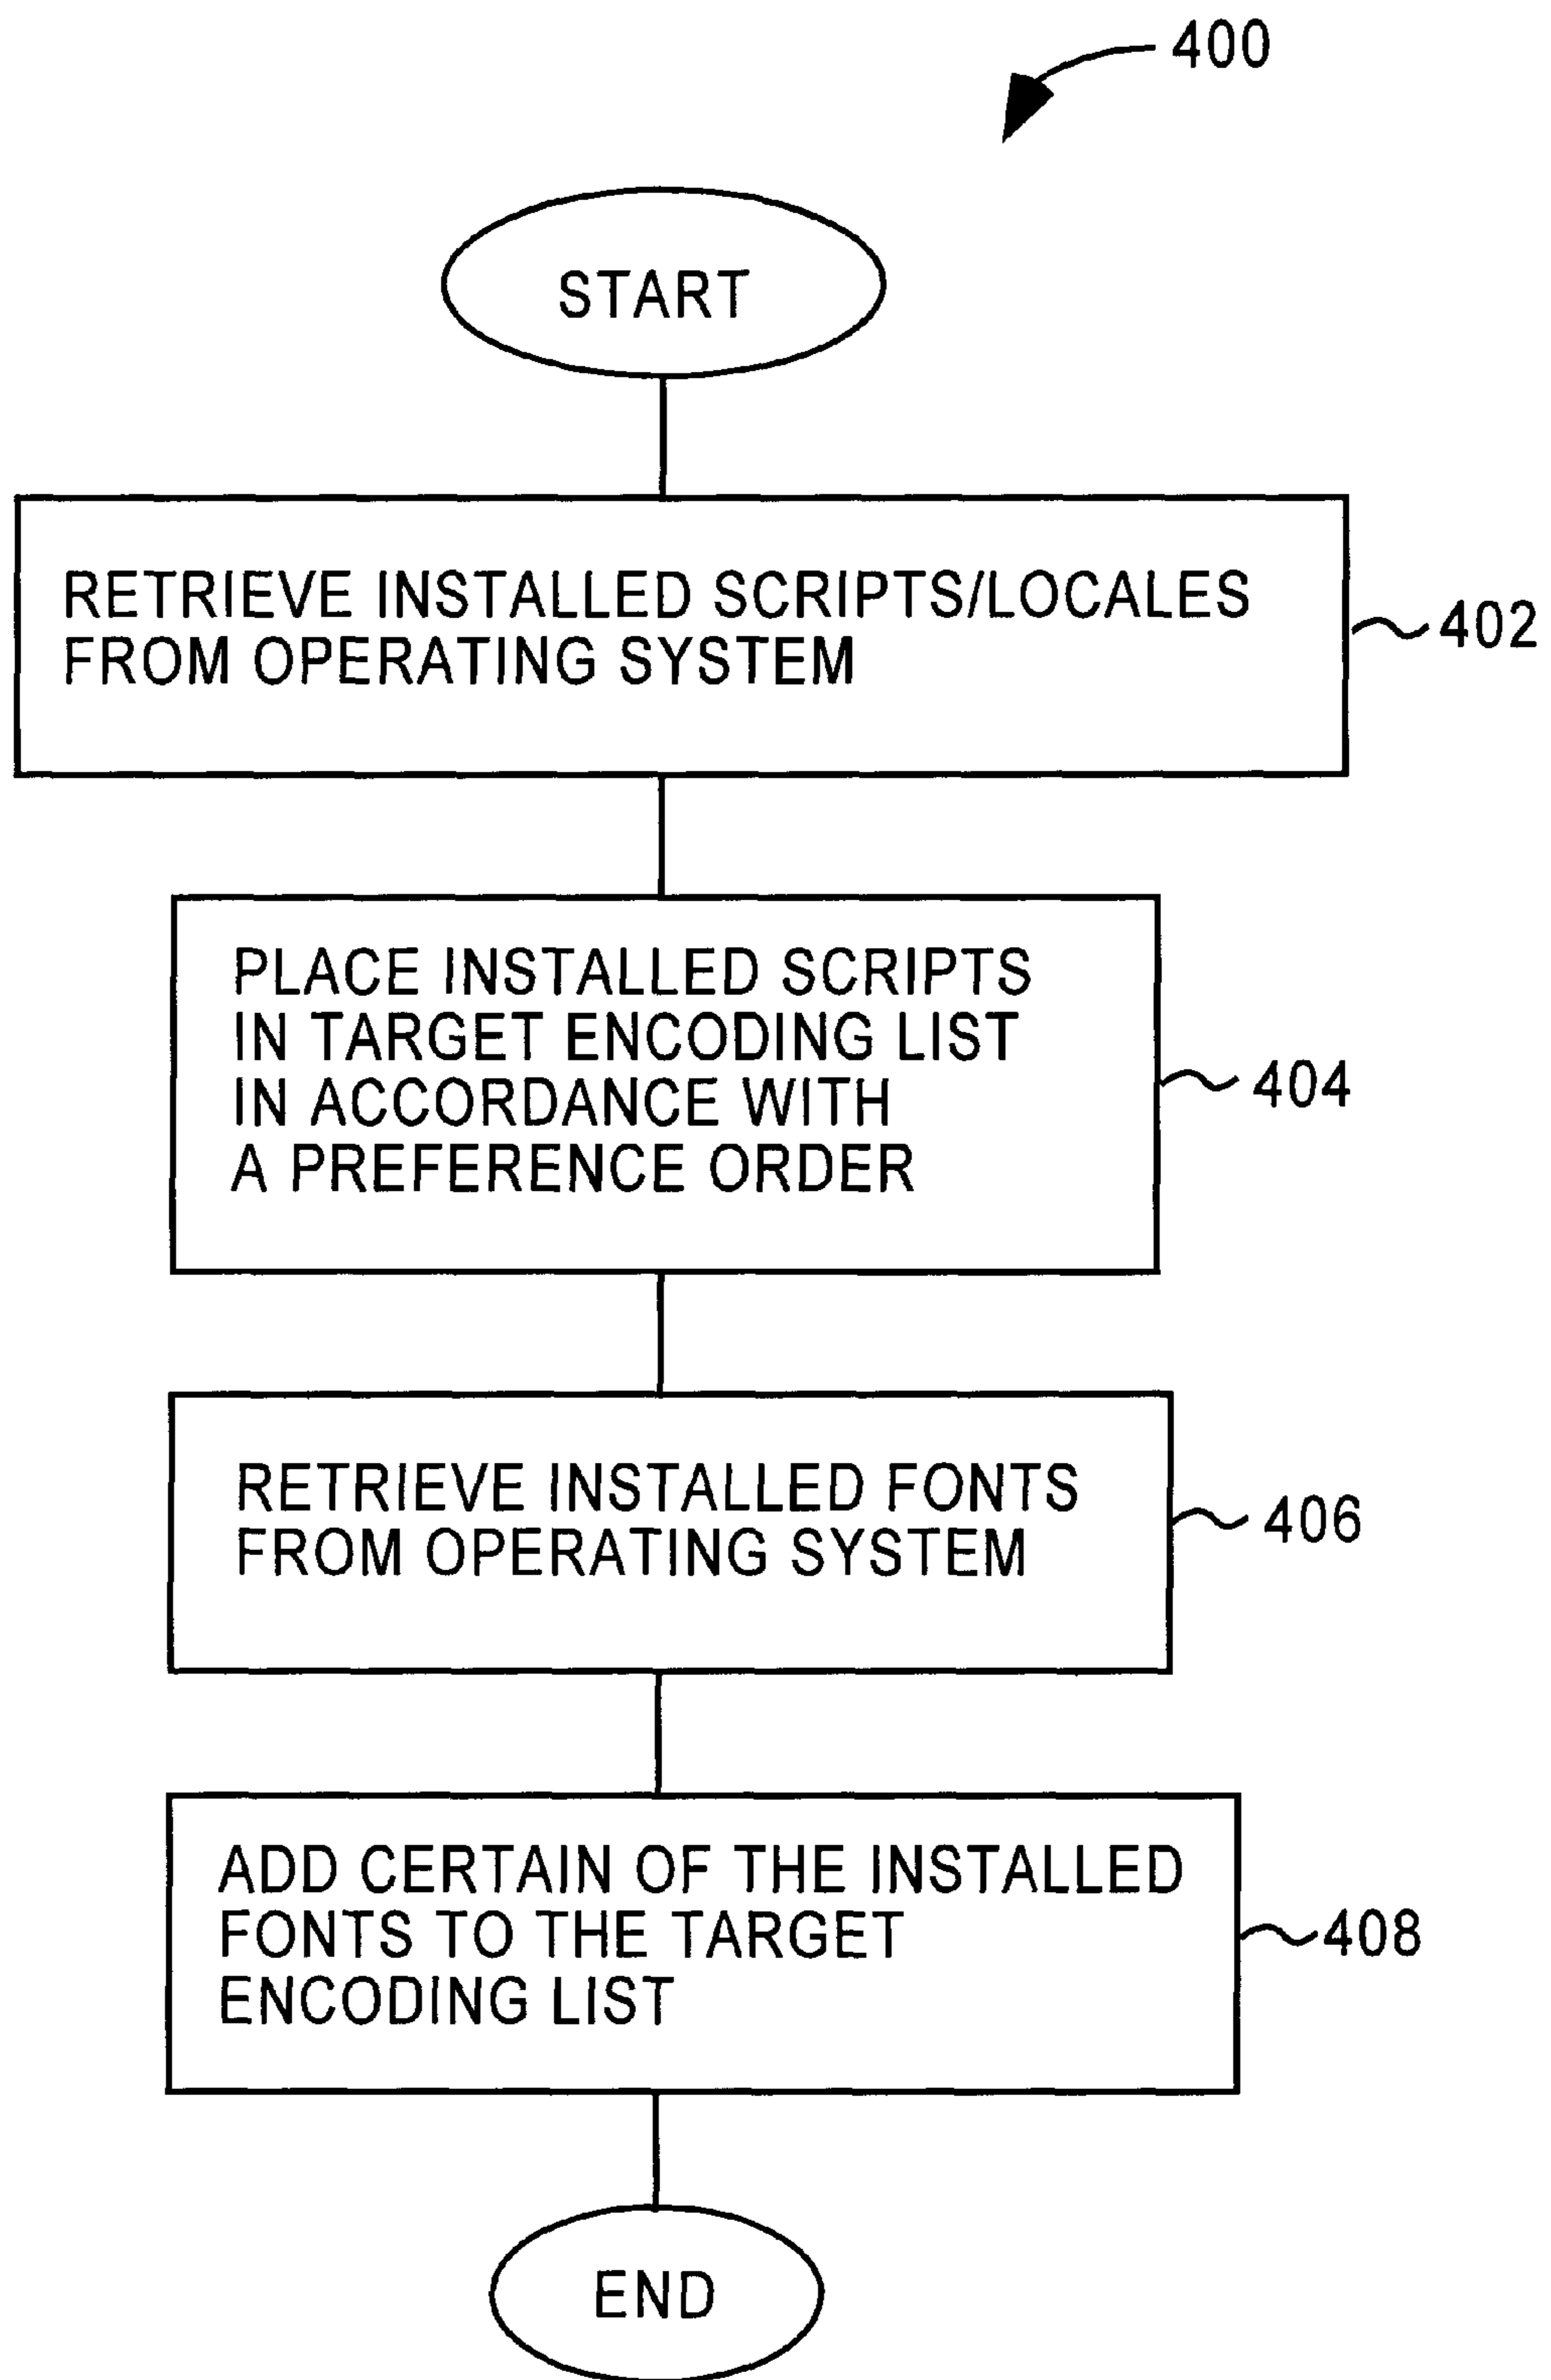 400
START
RETRIEVE INSTALLED SCRIPTS/LOCALES
FROM OPERATING SYSTEM
402
PLACE INSTALLED SCRIPTS
IN TARGET ENCODING LIST
IN ACCORDANCE WITH
A PREFERENCE ORDER
404
RETRIEVE INSTALLED FONTS
FROM OPERATING SYSTEM
406
ADD CERTAIN OF THE INSTALLED
FONTS TO THE TARGET
ENCODING LIST
408
END